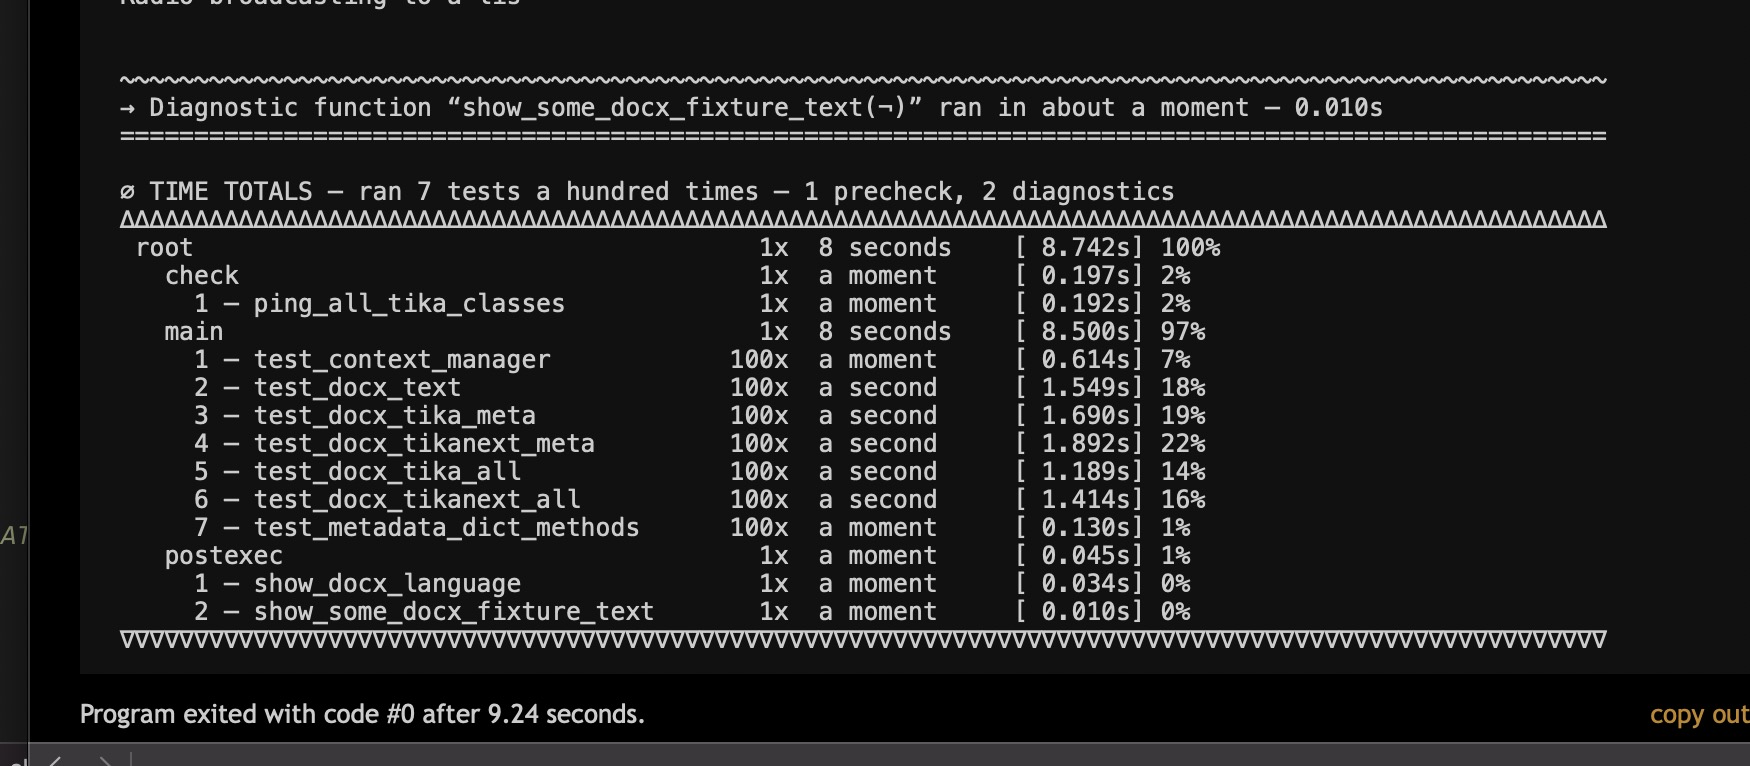 Radio broadcasting to a lis
~~~~~~~~~~~~~~~~~~~~~~~~~~~~~~~~~~~~~~~~~~~~~~~~~~~~~~~~~~~~~~~~~~~~~~~~~~~~~~~~~~~~~~~~~~~~~~~~~~~~
→ Diagnostic function “show_some_docx_fixture_text(¬)” ran in about a moment – 0.010s
====================================================================================================
∅ TIME TOTALS – ran 7 tests a hundred times – 1 precheck, 2 diagnostics
∆∆∆∆∆∆∆∆∆∆∆∆∆∆∆∆∆∆∆∆∆∆∆∆∆∆∆∆∆∆∆∆∆∆∆∆∆∆∆∆∆∆∆∆∆∆∆∆∆∆∆∆∆∆∆∆∆∆∆∆∆∆∆∆∆∆∆∆∆∆∆∆∆∆∆∆∆∆∆∆∆∆∆∆∆∆∆∆∆∆∆∆∆∆∆∆∆∆∆∆
root 1x 8 seconds [ 8.742s] 100%
check 1x a moment [ 0.197s] 2%
1 – ping_all_tika_classes 1x a moment [ 0.192s] 2%
main 1x 8 seconds [ 8.500s] 97%
1 – test_context_manager 100x a moment [ 0.614s] 7%
2 – test_docx_text 100x a second [ 1.549s] 18%
3 – test_docx_tika_meta 100x a second [ 1.690s] 19%
4 – test_docx_tikanext_meta 100x a second [ 1.892s] 22%
5 – test_docx_tika_all 100x a second [ 1.189s] 14%
6 – test_docx_tikanext_all 100x a second [ 1.414s] 16%
7 – test_metadata_dict_methods 100x a moment [ 0.130s] 1%
AT
postexec 1x a moment [ 0.045s] 1%
1 – show_docx_language 1x a moment [ 0.034s] 0%
2 – show_some_docx_fixture_text 1x a moment [ 0.010s] 0%
∇∇∇∇∇∇∇∇∇∇∇∇∇∇∇∇∇∇∇∇∇∇∇∇∇∇∇∇∇∇∇∇∇∇∇∇∇∇∇∇∇∇∇∇∇∇∇∇∇∇∇∇∇∇∇∇∇∇∇∇∇∇∇∇∇∇∇∇∇∇∇∇∇∇∇∇∇∇∇∇∇∇∇∇∇∇∇∇∇∇∇∇∇∇∇∇∇∇∇∇
Program exited with code #0 after 9.24 seconds.
copy out